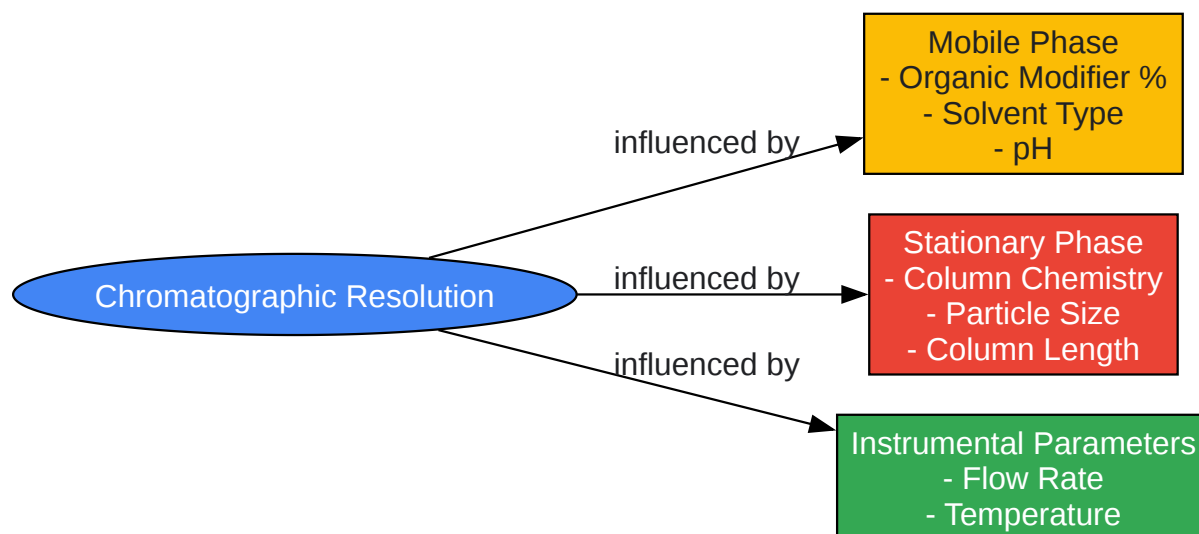 Chromatographic Resolution
influenced by
Mobile Phase
- Organic Modifier %
- Solvent Type
- pH
influenced by
Stationary Phase
- Column Chemistry
- Particle Size
- Column Length
influenced by
Instrumental Parameters
- Flow Rate
- Temperature